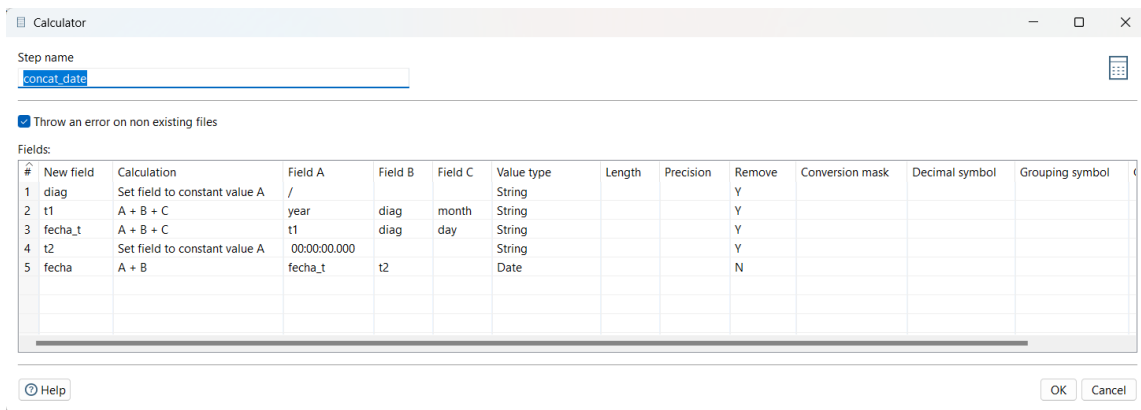 Calculator
Step name
concat_date
Throw an error on non existing files
Fields:
# New field Calculation Field A Field B Field C Value type Length Precision Remove Conversion mask Decimal symbol Grouping symbol
1 diag Set field to constant value A / String Y
2 t1 A + B + C year diag month String Y
3 fecha_t A + B + C t1 diag day String Y
4 t2 Set field to constant value A 00:00:00.000 String Y
5 fecha A + B fecha_t t2 Date N
Help OK Cancel